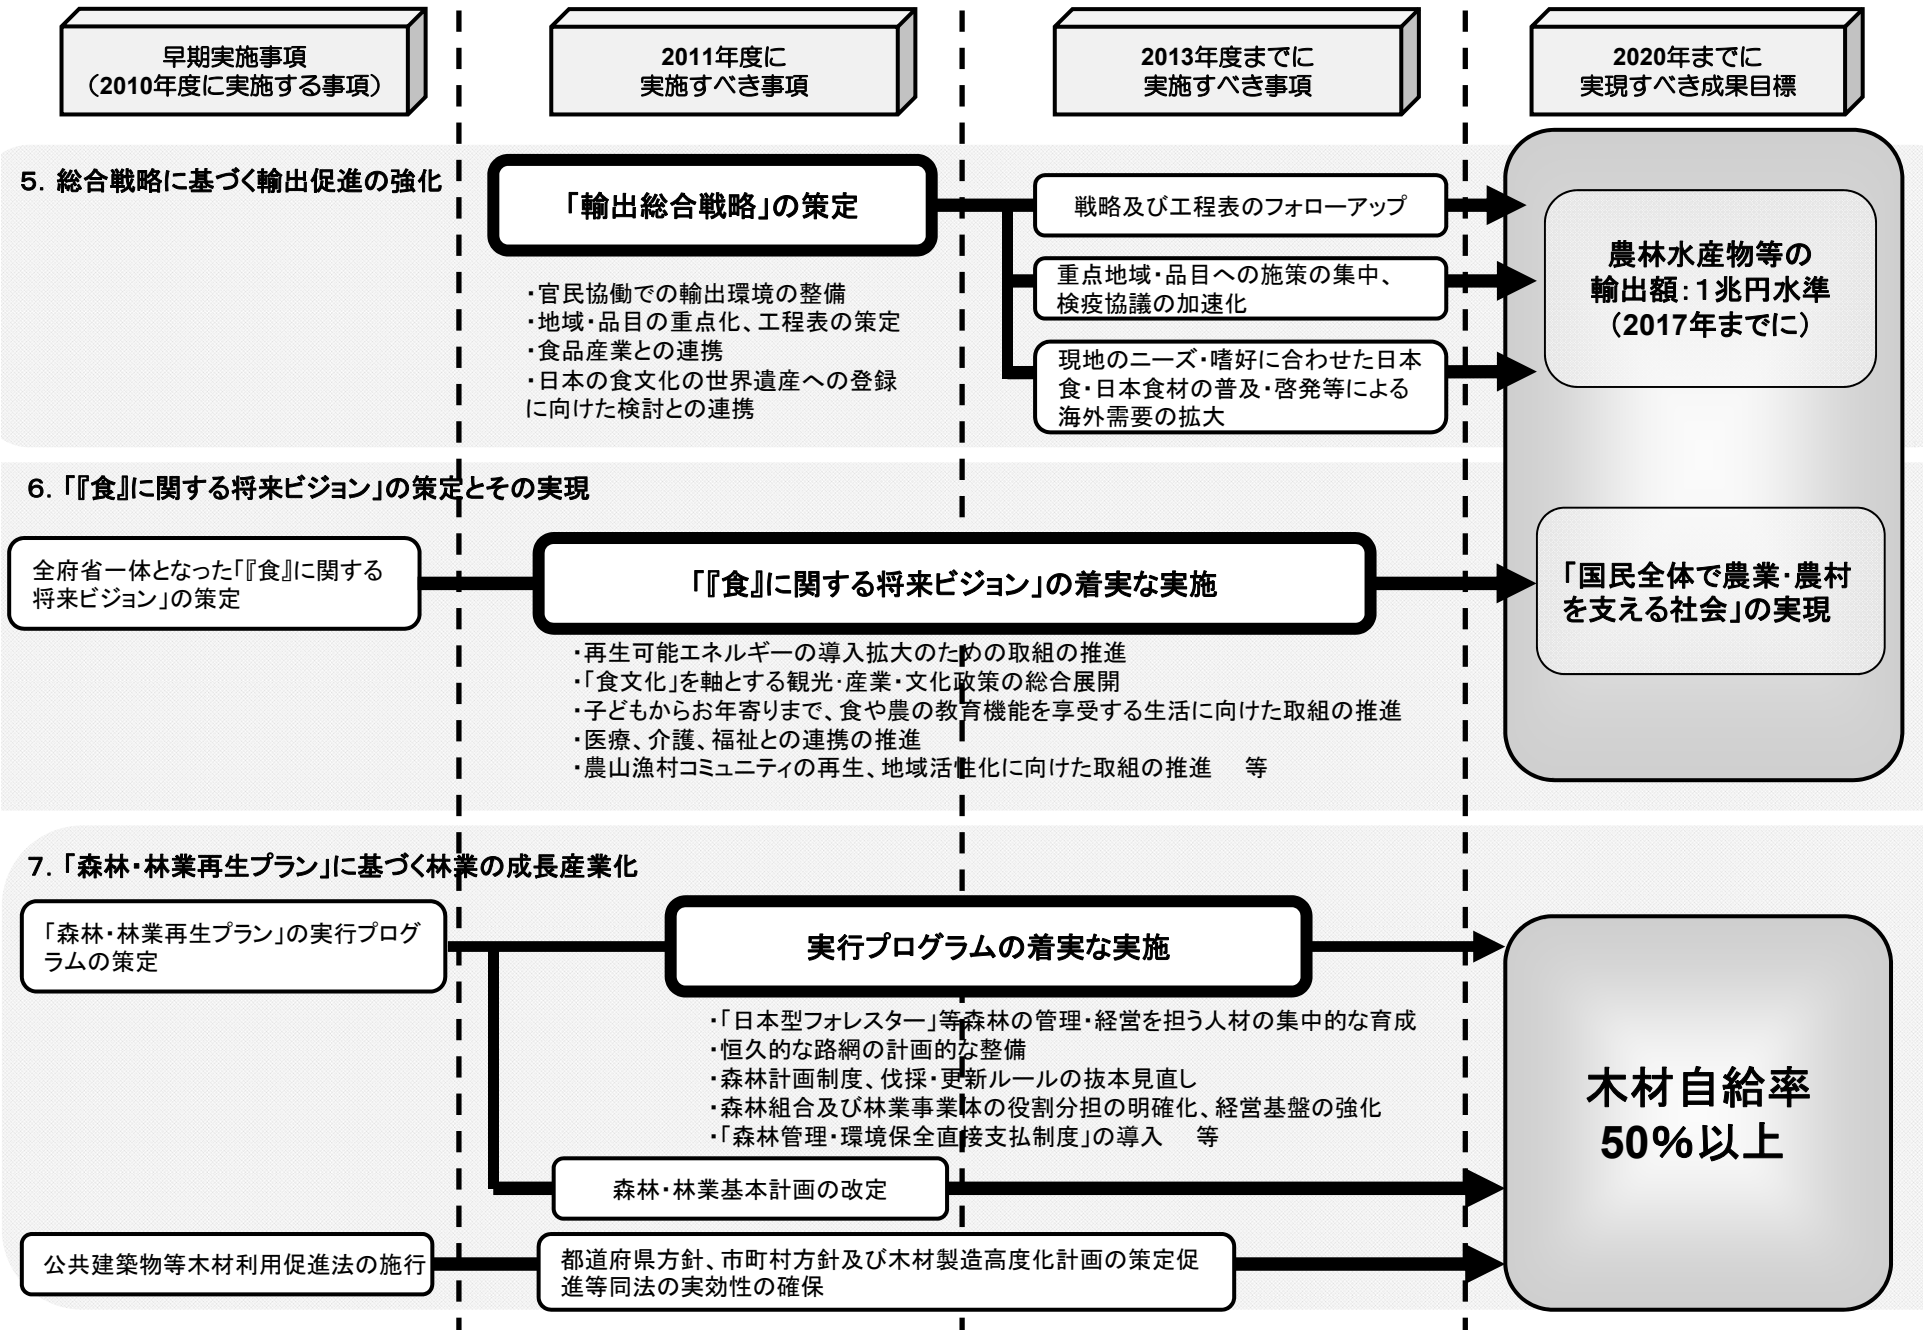 早期実施事項
（2010年度に実施する事項）
2011年度に
実施すべき事項
2013年度までに
実施すべき事項
2020年までに
実現すべき成果目標
５．総合戦略に基づく輸出促進の強化
「輸出総合戦略」の策定
・官民協働での輸出環境の整備
・地域・品目の重点化、工程表の策定
・食品産業との連携
・日本の食文化の世界遺産への登録
に向けた検討との連携
戦略及び工程表のフォローアップ
重点地域・品目への施策の集中、
検疫協議の加速化
現地のニーズ・嗜好に合わせた日本
食・日本食材の普及・啓発等による
海外需要の拡大
農林水産物等の
輸出額：１兆円水準
（2017年までに）
６．「『食』に関する将来ビジョン」の策定とその実現
全府省一体となった「『食』に関する
将来ビジョン」の策定
「『食』に関する将来ビジョン」の着実な実施
・再生可能エネルギーの導入拡大のための取組の推進
・「食文化」を軸とする観光・産業・文化政策の総合展開
・子どもからお年寄りまで、食や農の教育機能を享受する生活に向けた取組の推進
・医療、介護、福祉との連携の推進
・農山漁村コミュニティの再生、地域活性化に向けた取組の推進　等
「国民全体で農業・農村
を支える社会」の実現
７．「森林・林業再生プラン」に基づく林業の成長産業化
「森林・林業再生プラン」の実行プログ
ラムの策定
実行プログラムの着実な実施
・「日本型フォレスター」等森林の管理・経営を担う人材の集中的な育成
・恒久的な路網の計画的な整備
・森林計画制度、伐採・更新ルールの抜本見直し
・森林組合及び林業事業体の役割分担の明確化、経営基盤の強化
・「森林管理・環境保全直接支払制度」の導入　等
森林・林業基本計画の改定
公共建築物等木材利用促進法の施行
都道府県方針、市町村方針及び木材製造高度化計画の策定促
進等同法の実効性の確保
木材自給率
50％以上